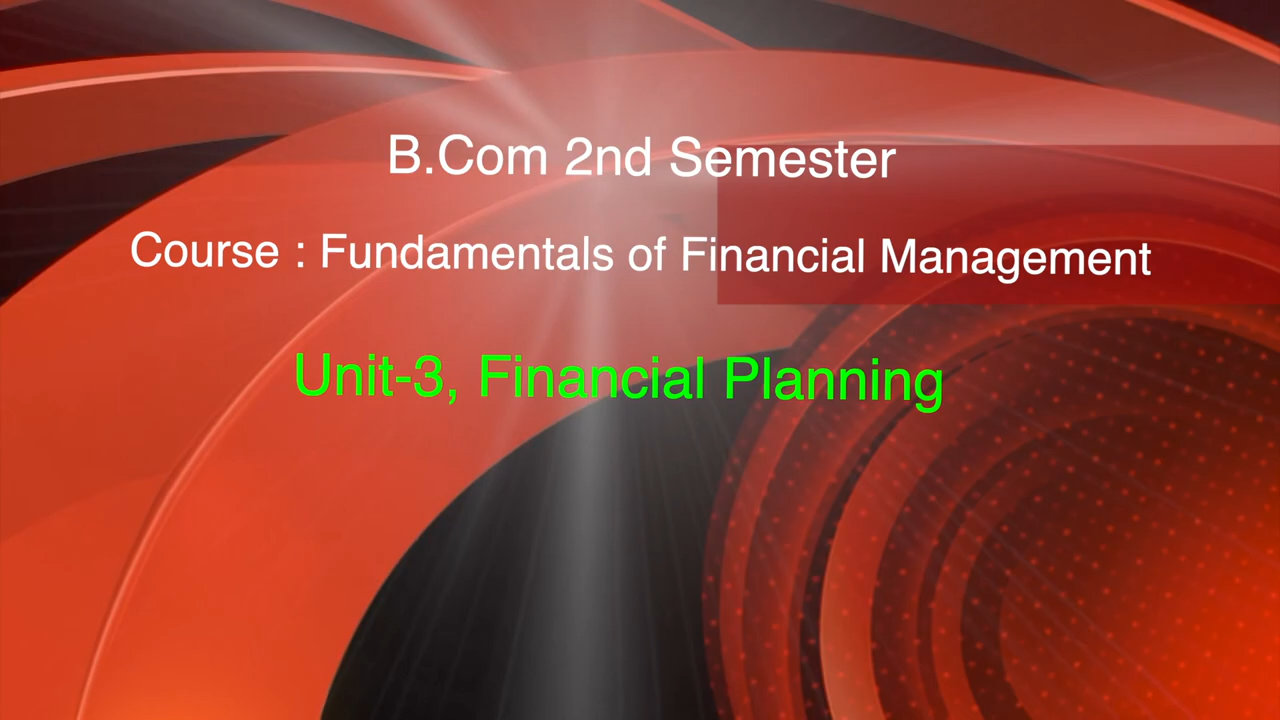 B.Com 2nd Semester
Course : Fundamentals of Financial Management
Unit-3, Financial Planning